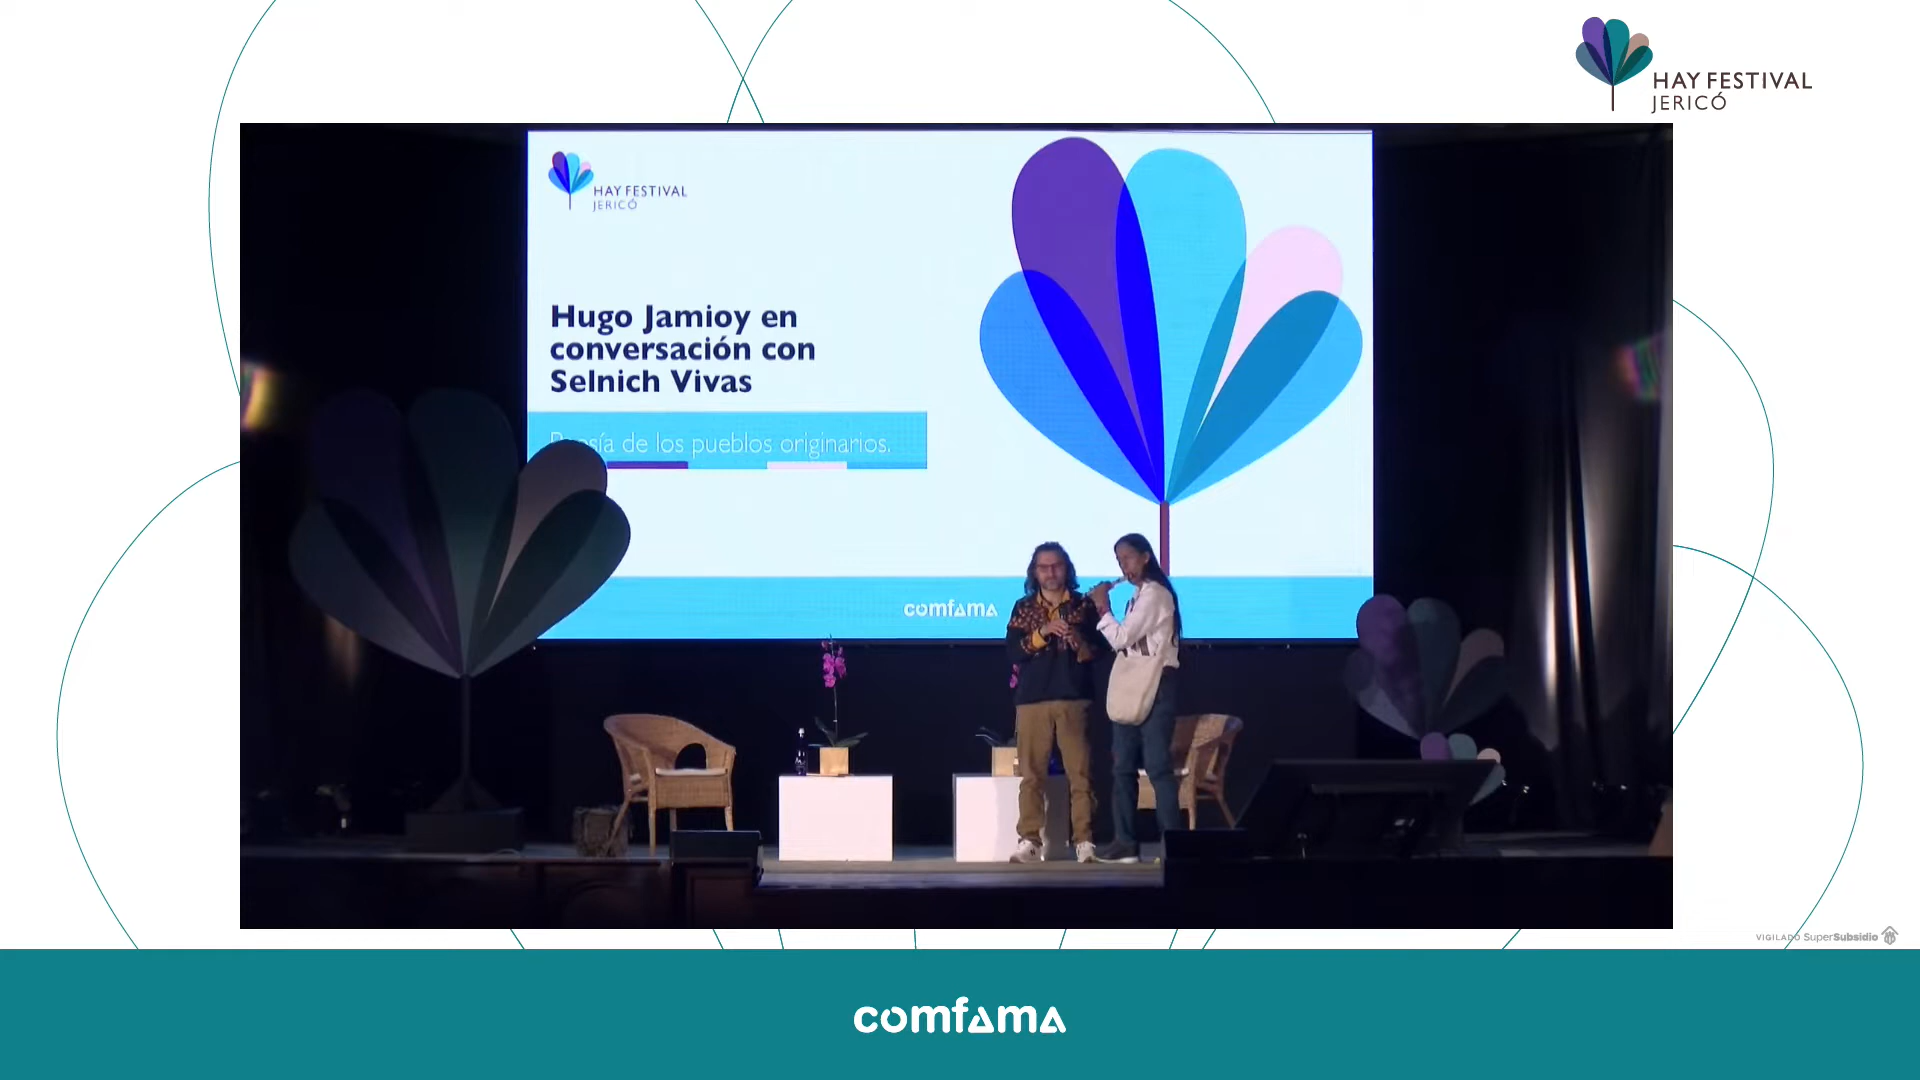 HAY FESTIVAL
JERICÓ
HAY FESTIVAL
JERICÓ
Hugo Jamioy en
conversación con
Selnich Vivas
Poesía de los pueblos originarios.
comfama
VIGILADO SuperSubsidio
comfama